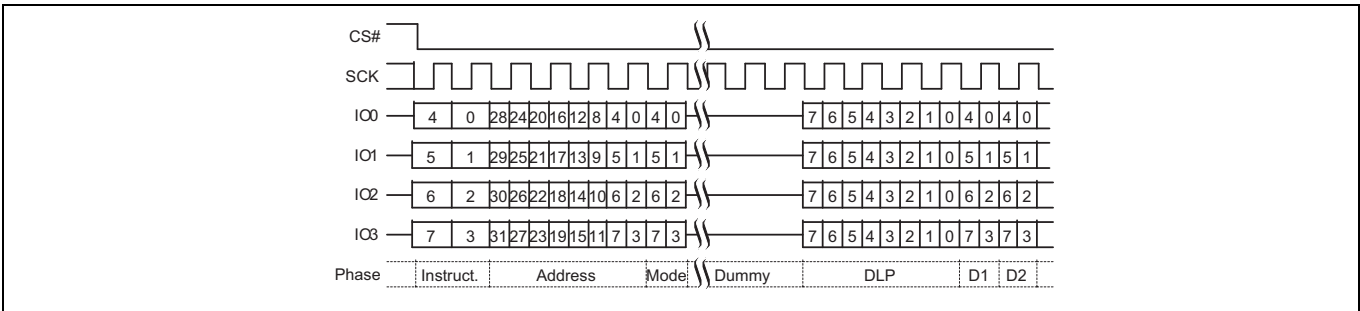 CS#
SCK
IO0 4 0 28 24 20 16 12 8 4 0 4 0 7 6 5 4 3 2 1 0 4 0 4 0
IO1 5 1 29 25 21 17 13 9 5 1 5 1 7 6 5 4 3 2 1 0 5 1 5 1
IO2 6 2 30 26 22 18 14 10 6 2 6 2 7 6 5 4 3 2 1 0 6 2 6 2
IO3 7 3 31 27 23 19 15 11 7 3 7 3 7 6 5 4 3 2 1 0 7 3 7 3
Phase Instruct. Address Mode Dummy DLP D1 D2